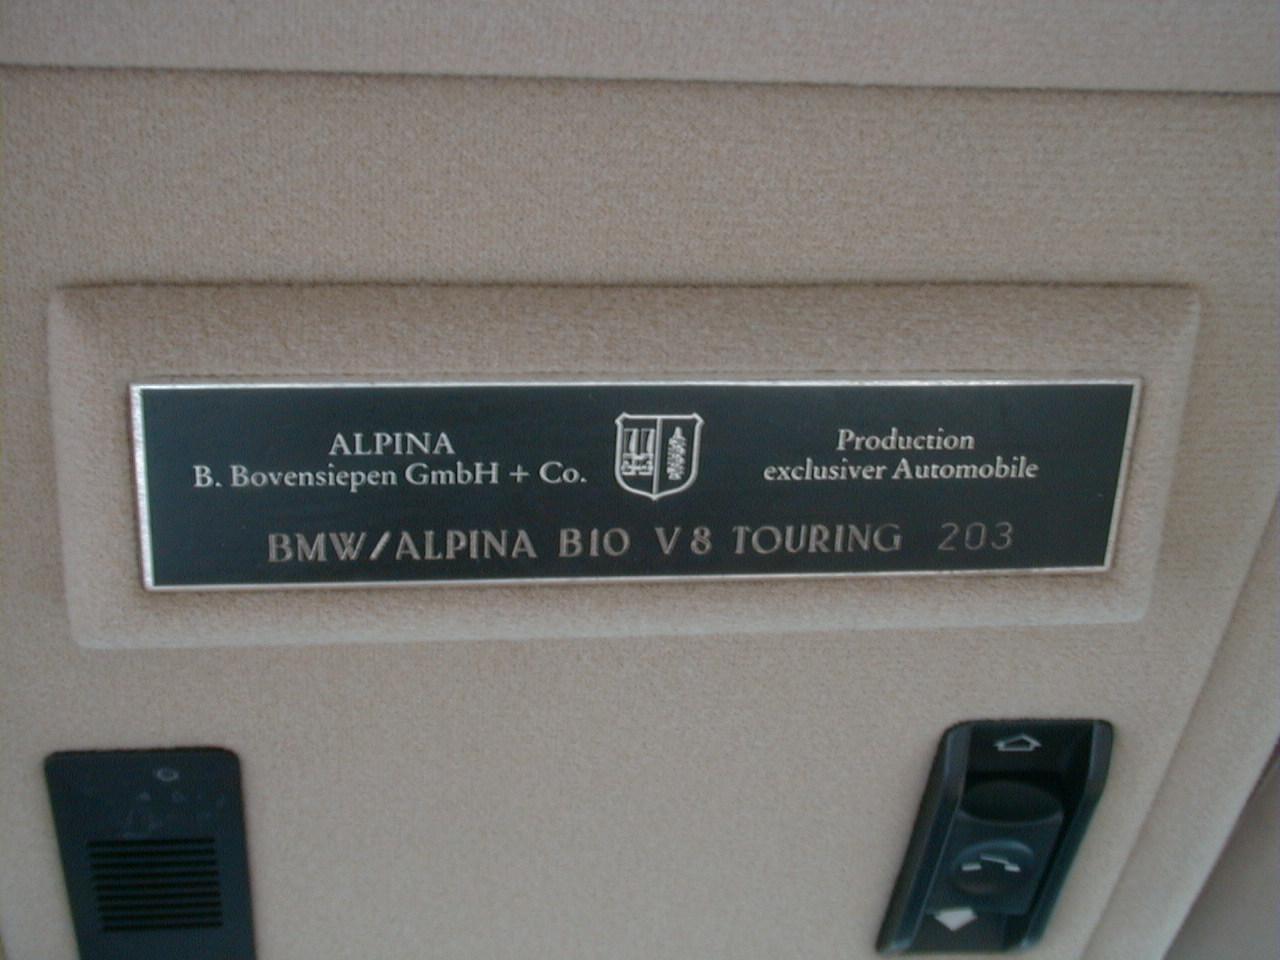 ALPINA
B. Bovensiepen GmbH + Co.
Production
exclusiver Automobile
BMW/ALPINA B10 V8 TOURING 203